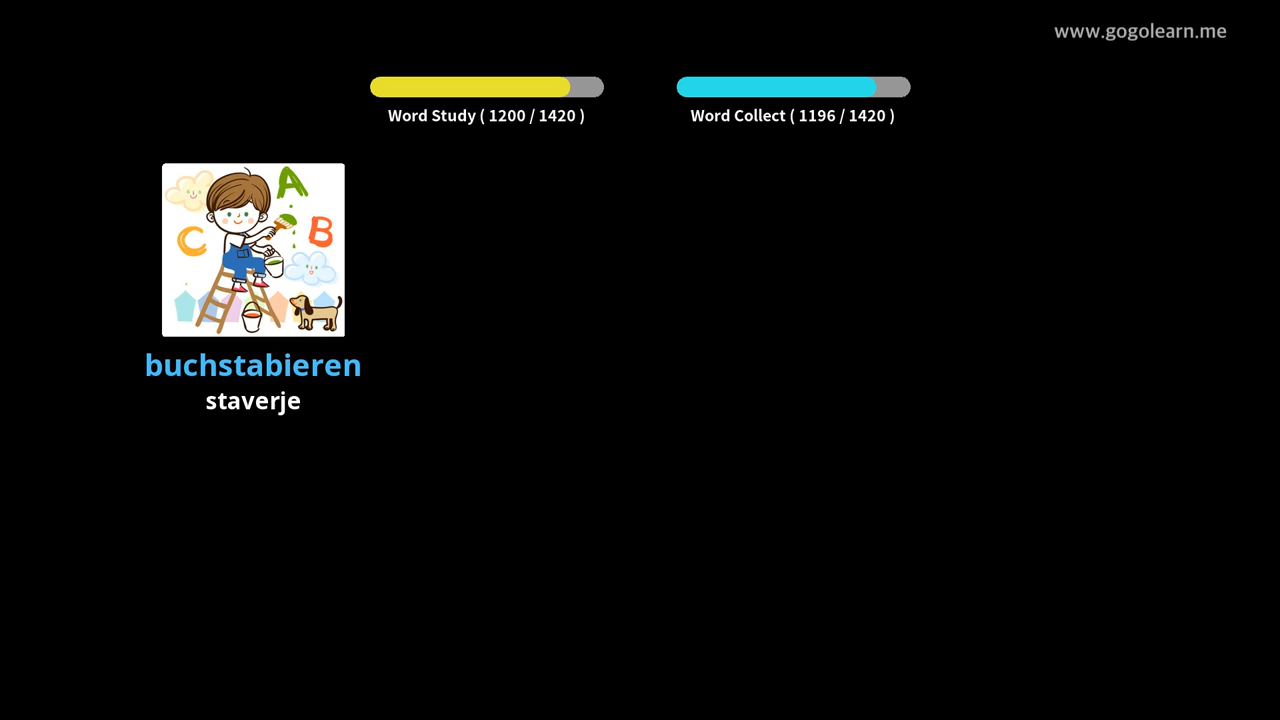 www.gogolearn.me
Word Study ( 1200 / 1420 )
Word Collect ( 1196 / 1420 )
A
B
C
buchstabieren
staverje